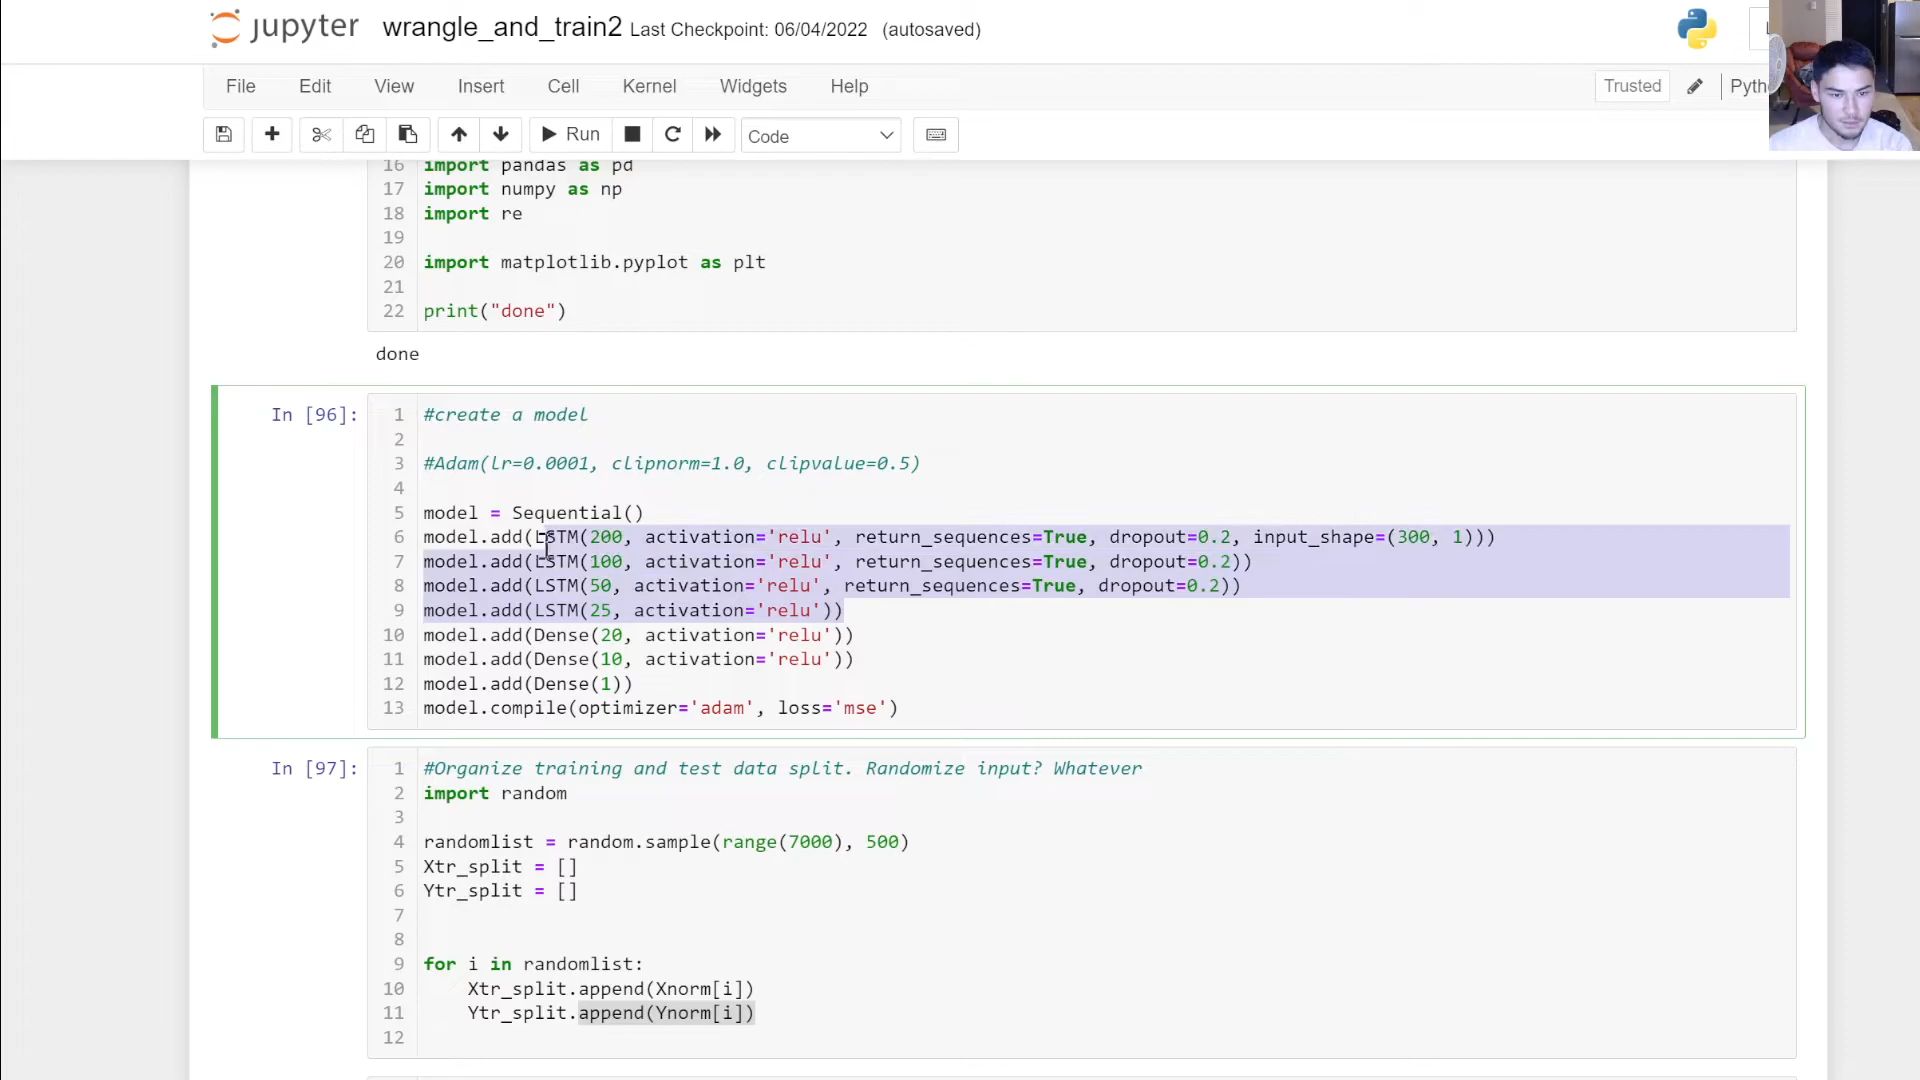 jupyter wrangle_and_train2 Last Checkpoint: 06/04/2022 (autosaved)
File Edit View Insert Cell Kernel Widgets Help Trusted
Run Code
16 import pandas as pd
17 import numpy as np
18 import re
19
20 import matplotlib.pyplot as plt
21
22 print("done")
done
In [96]:
1 #create a model
2
3 #Adam(lr=0.0001, clipnorm=1.0, clipvalue=0.5)
4
5 model = Sequential()
6 model.add(LSTM(200, activation='relu', return_sequences=True, dropout=0.2, input_shape=(300, 1)))
7 model.add(LSTM(100, activation='relu', return_sequences=True, dropout=0.2))
8 model.add(LSTM(50, activation='relu', return_sequences=True, dropout=0.2))
9 model.add(LSTM(25, activation='relu'))
10 model.add(Dense(20, activation='relu'))
11 model.add(Dense(10, activation='relu'))
12 model.add(Dense(1))
13 model.compile(optimizer='adam', loss='mse')
In [97]:
1 #Organize training and test data split. Randomize input? Whatever
2 import random
3
4 randomlist = random.sample(range(7000), 500)
5 Xtr_split = []
6 Ytr_split = []
7
8
9 for i in randomlist:
10 Xtr_split.append(Xnorm[i])
11 Ytr_split.append(Ynorm[i])
12